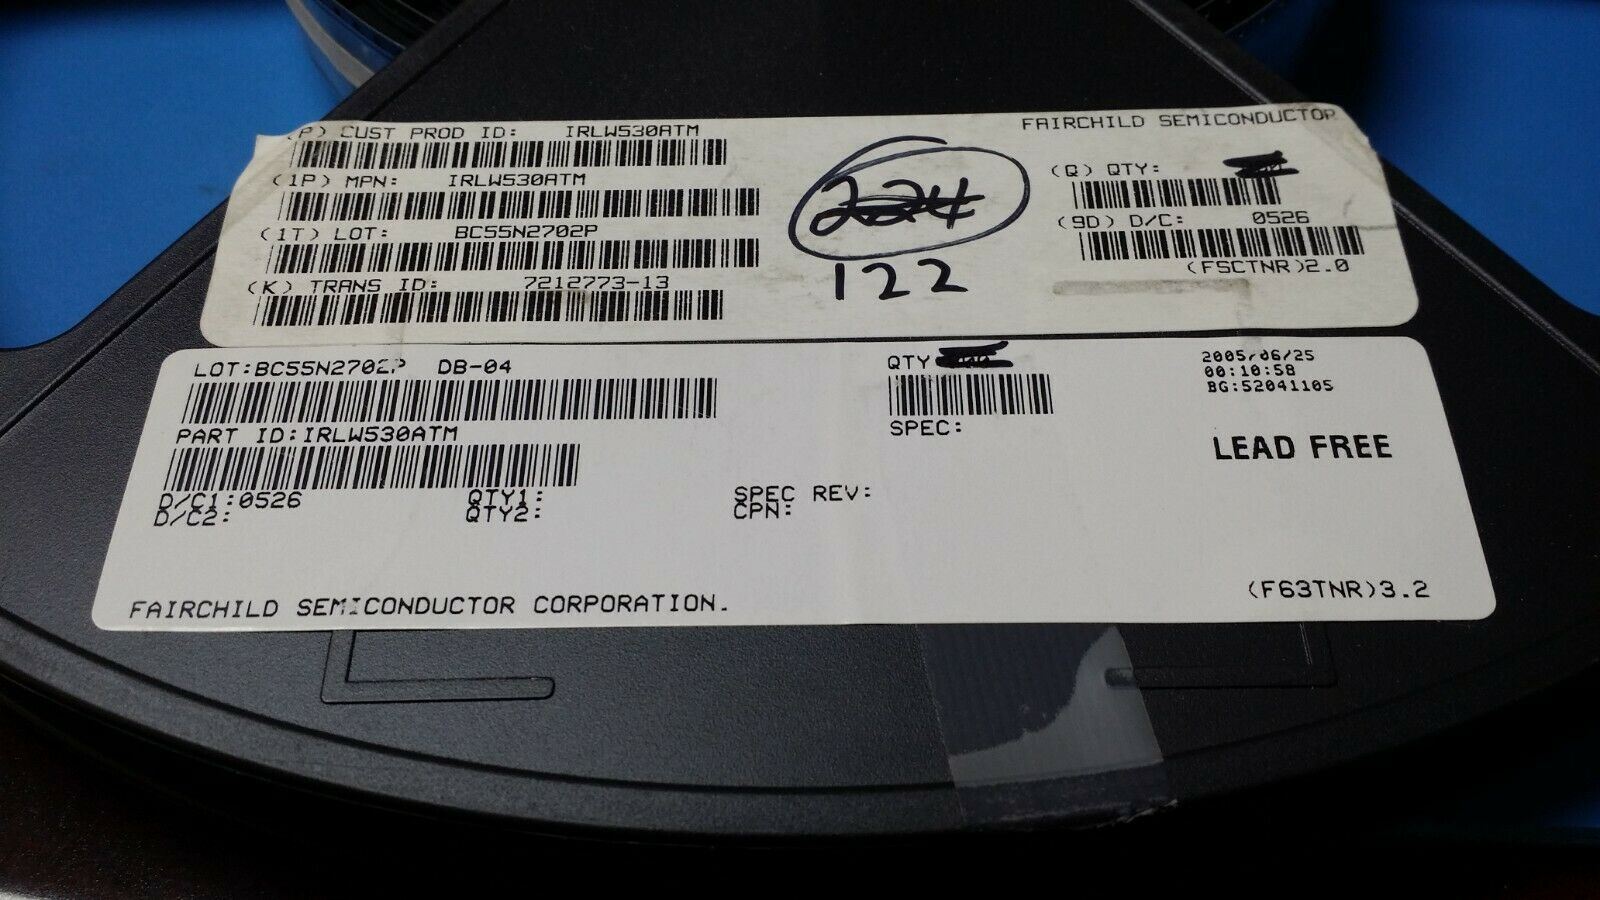 (P) CUST PROD ID: IRLW530ATM
FAIRCHILD SEMICONDUCTOR
(1P) MPN: IRLW530ATM
(Q) QTY:
224
(1T) LOT: BC55N2702P
(9D) D/C: 0526
122
(FSCTNR)2.0
(K) TRANS ID: 7212773-13
LOT:BC55N2702P DB-04
QTY
2005/06/25
00:10:58
BG:52041105
PART ID:IRLW530ATM
SPEC:
LEAD FREE
D/C1:0526 QTY1: SPEC REV:
D/C2: QTY2: CPN:
FAIRCHILD SEMICONDUCTOR CORPORATION.
(F63TNR)3.2